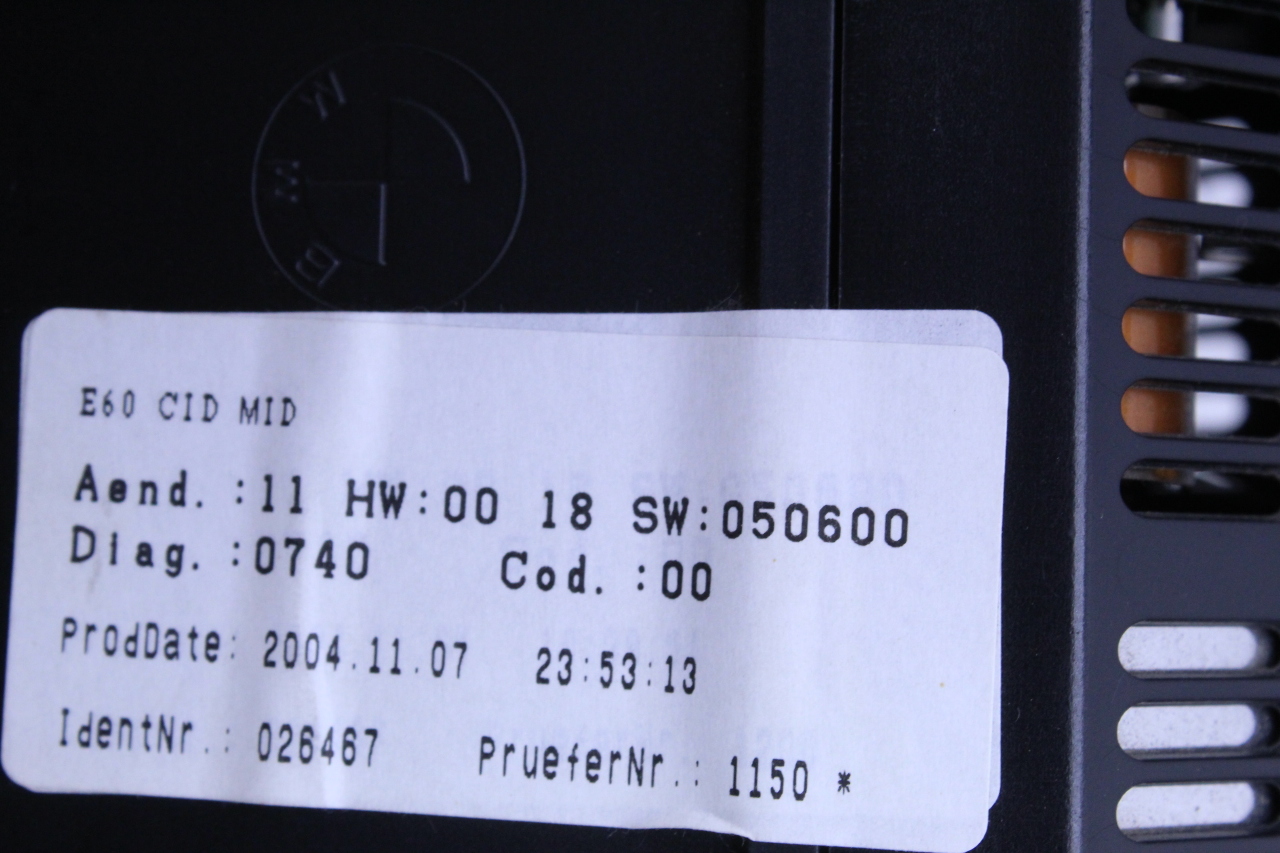 BMW
E60 CID MID
Aend. :11 HW:00 18 SW:050600
Diag. :0740 Cod. :00
ProdDate: 2004.11.07 23:53:13
IdentNr.: 026467 PrueferNr.: 1150 *